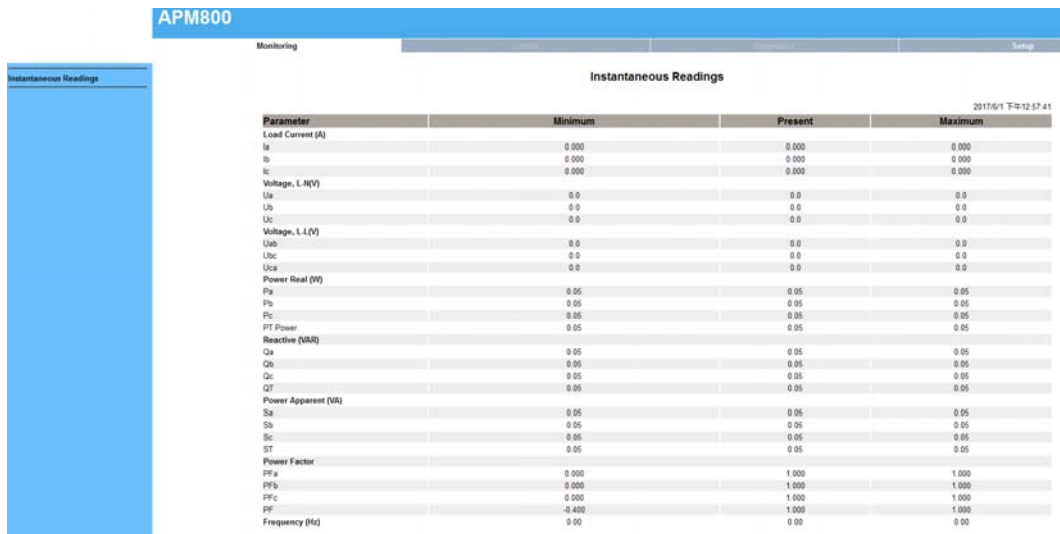 APM800
Monitoring Control Diagnostics Setup
Instantaneous Readings
Instantaneous Readings
2017/6/1 下午12:57:41
Parameter Minimum Present Maximum
Load Current (A)
Ia 0.000 0.000 0.000
Ib 0.000 0.000 0.000
Ic 0.000 0.000 0.000
Voltage, L-N(V)
Ua 0.0 0.0 0.0
Ub 0.0 0.0 0.0
Uc 0.0 0.0 0.0
Voltage, L-L(V)
Uab 0.0 0.0 0.0
Ubc 0.0 0.0 0.0
Uca 0.0 0.0 0.0
Power Real (W)
Pa 0.05 0.05 0.05
Pb 0.05 0.05 0.05
Pc 0.05 0.05 0.05
PT Power 0.05 0.05 0.05
Reactive (VAR)
Qa 0.05 0.05 0.05
Qb 0.05 0.05 0.05
Qc 0.05 0.05 0.05
QT 0.05 0.05 0.05
Power Apparent (VA)
Sa 0.05 0.05 0.05
Sb 0.05 0.05 0.05
Sc 0.05 0.05 0.05
ST 0.05 0.05 0.05
Power Factor
PFa 0.000 1.000 1.000
PFb 0.000 1.000 1.000
PFc 0.000 1.000 1.000
PF -0.400 1.000 1.000
Frequency (Hz) 0.00 0.00 0.00